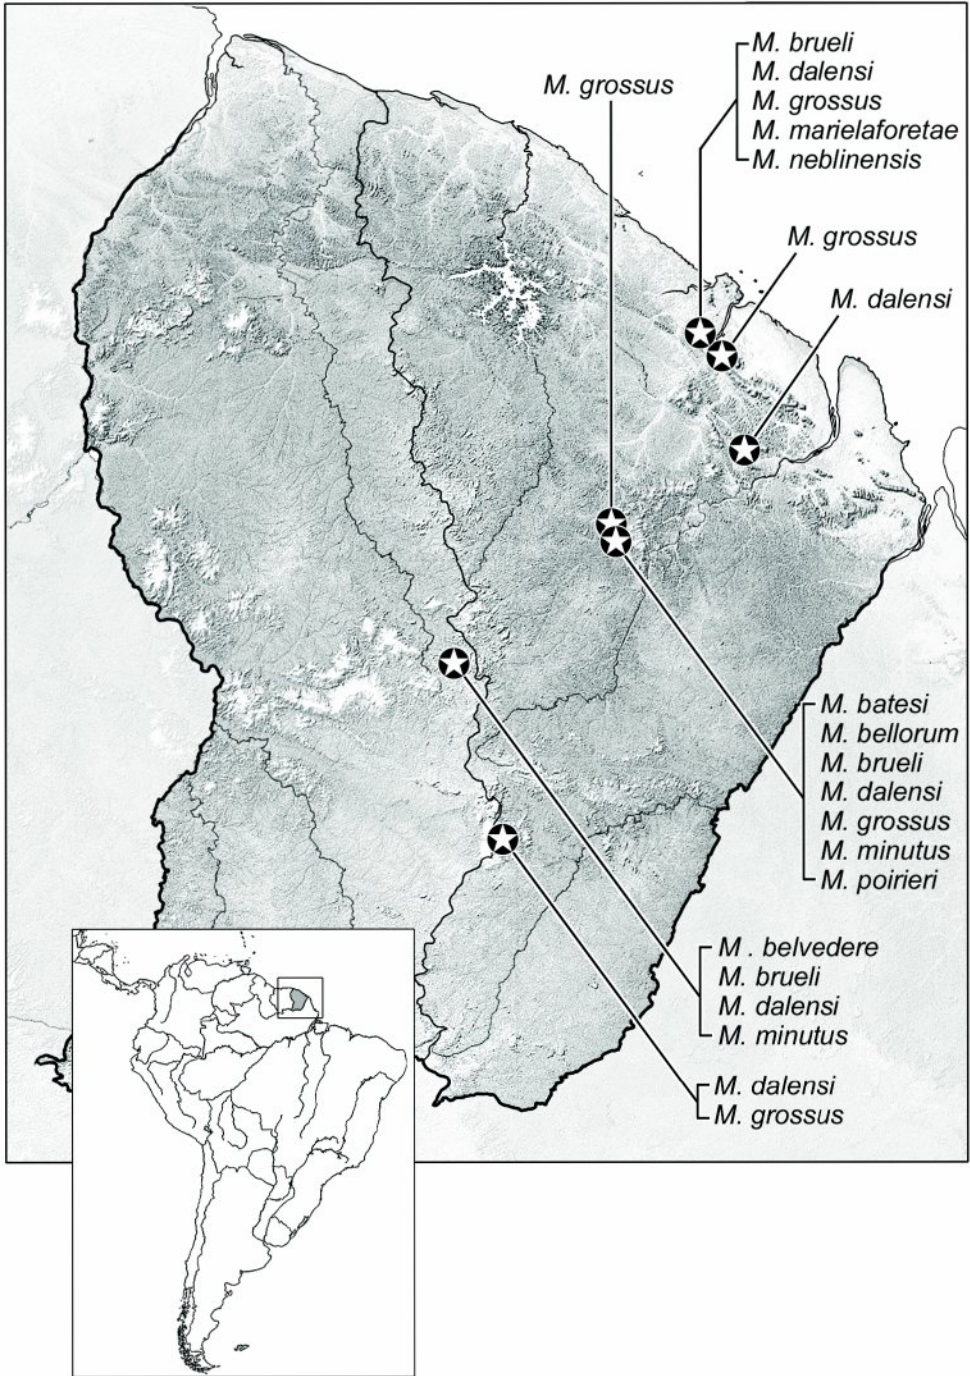 M. brueli
M. dalensi
M. grossus
M. marielaforetae
M. neblinensis
M. grossus
M. grossus
M. dalensi
M. batesi
M. bellorum
M. brueli
M. dalensi
M. grossus
M. minutus
M. poirieri
M . belvedere
M. brueli
M. dalensi
M. minutus
M. dalensi
M. grossus